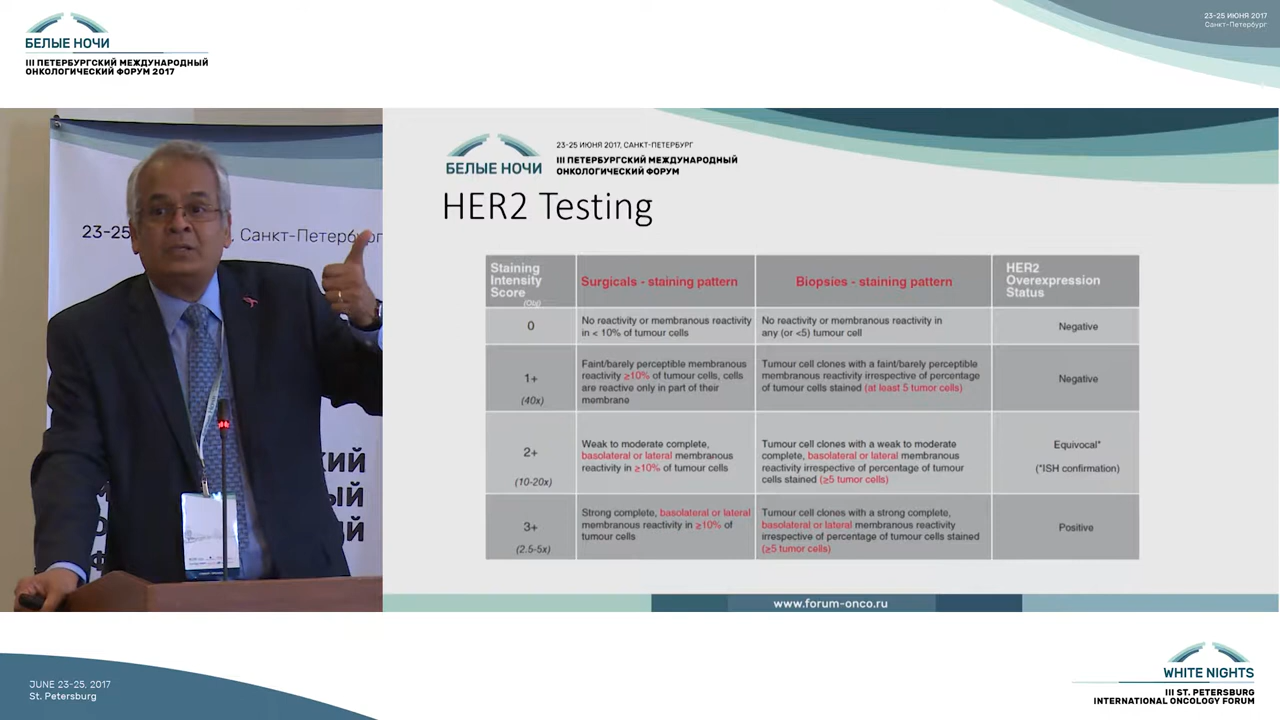 БЕЛЫЕ НОЧИ
III ПЕТЕРБУРГСКИЙ МЕЖДУНАРОДНЫЙ
ОНКОЛОГИЧЕСКИЙ ФОРУМ 2017
23-25 ИЮНЯ 2017
Санкт-Петербург
23-25
, Санкт-Петербург
КИЙ
ЫЙ
23-25 ИЮНЯ 2017, САНКТ-ПЕТЕРБУРГ
БЕЛЫЕ НОЧИ
III ПЕТЕРБУРГСКИЙ МЕЖДУНАРОДНЫЙ
ОНКОЛОГИЧЕСКИЙ ФОРУМ
HER2 Testing
Staining
Intensity
Score
(Obj)
Surgicals - staining pattern
Biopsies - staining pattern
HER2
Overexpression
Status
0
No reactivity or membranous reactivity
in < 10% of tumour cells
No reactivity or membranous reactivity in
any (or <5) tumour cell
Negative
1+
(40x)
Faint/barely perceptible membranous
reactivity ≥10% of tumour cells, cells
are reactive only in part of their
membrane
Tumour cell clones with a faint/barely perceptible
membranous reactivity irrespective of percentage
of tumour cells stained (at least 5 tumor cells)
Negative
2+
(10-20x)
Weak to moderate complete,
basolateral or lateral membranous
reactivity in ≥10% of tumour cells
Tumour cell clones with a weak to moderate
complete, basolateral or lateral membranous
reactivity irrespective of percentage of tumour
cells stained (≥5 tumor cells)
Equivocal*
(*ISH confirmation)
3+
(2.5-5x)
Strong complete, basolateral or lateral
membranous reactivity in ≥10% of
tumour cells
Tumour cell clones with a strong complete,
basolateral or lateral membranous reactivity
irrespective of percentage of tumour cells stained
(≥5 tumor cells)
Positive
www.forum-onco.ru
JUNE 23-25, 2017
St. Petersburg
WHITE NIGHTS
III ST. PETERSBURG
INTERNATIONAL ONCOLOGY FORUM